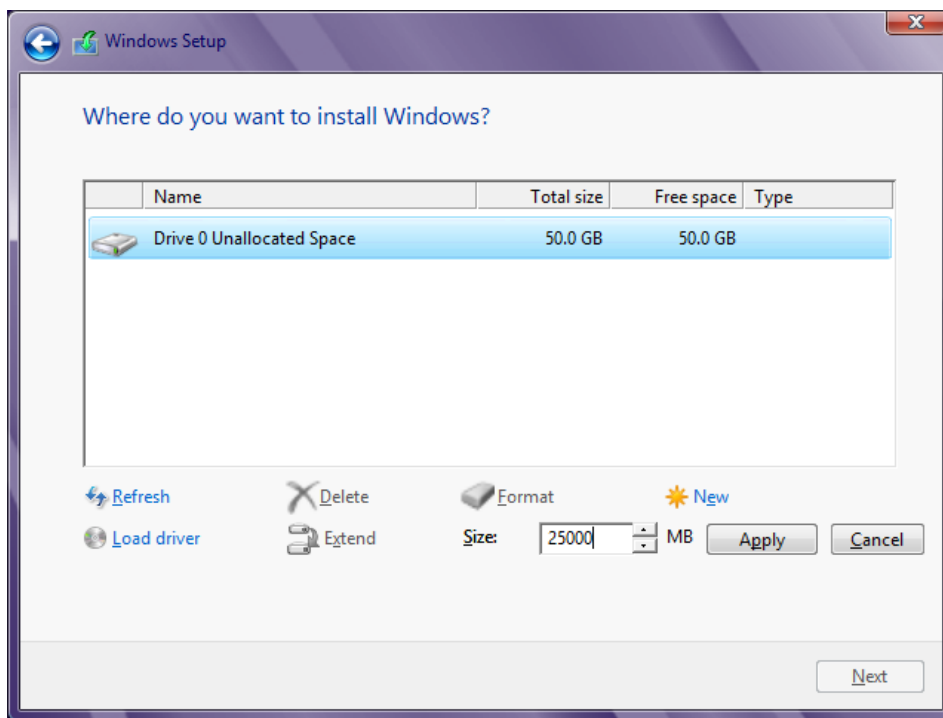 Windows Setup
Where do you want to install Windows?
Name Total size Free space Type
Drive 0 Unallocated Space 50.0 GB 50.0 GB
Refresh Delete Format New
Load driver Extend Size: 25000 MB Apply Cancel
Next